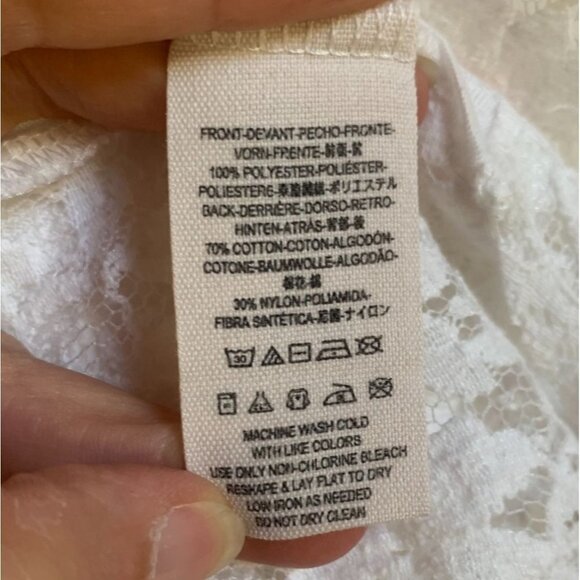 FRONT-DEVANT-PECHO-FRONTE-
VORN-FRENTE-前面-前
100% POLYESTER-POLIÉSTER-
POLIESTERE-聚酯纖維-ポリエステル
BACK-DERRIÈRE-DORSO-RETRO-
HINTEN-ATRÁS-背部-後
70% COTTON-COTON-ALGODÓN-
COTONE-BAUMWOLLE-ALGODÃO-
棉花-綿
30% NYLON-POLIAMIDA-
FIBRA SINTÉTICA-尼龍-ナイロン
30
MACHINE WASH COLD
WITH LIKE COLORS
USE ONLY NON-CHLORINE BLEACH
RESHAPE & LAY FLAT TO DRY
LOW IRON AS NEEDED
DO NOT DRY CLEAN